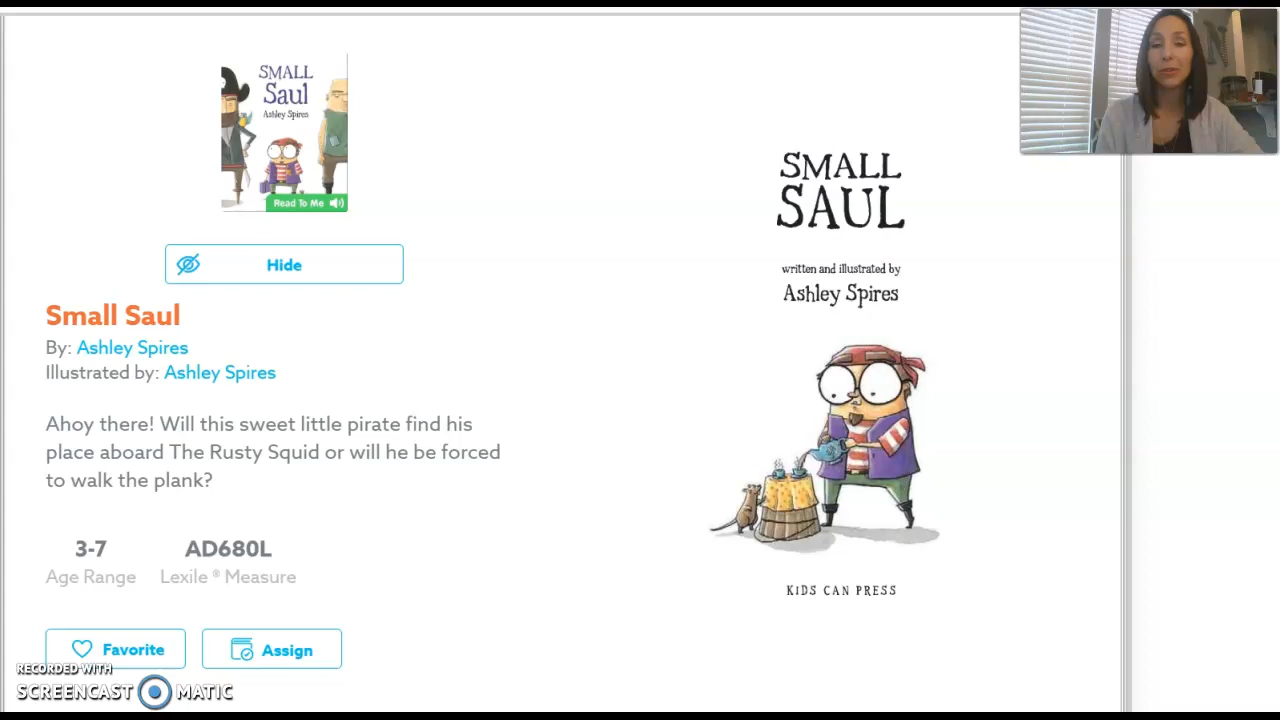 SMALL
Saul
Ashley Spires
Read To Me
Hide
Small Saul
By: Ashley Spires
Illustrated by: Ashley Spires
Ahoy there! Will this sweet little pirate find his
place aboard The Rusty Squid or will he be forced
to walk the plank?
3-7 AD680L
Age Range Lexile ® Measure
Favorite Assign
RECORDED WITH
SCREENCAST MATIC
SMALL
SAUL
written and illustrated by
Ashley Spires
KIDS CAN PRESS